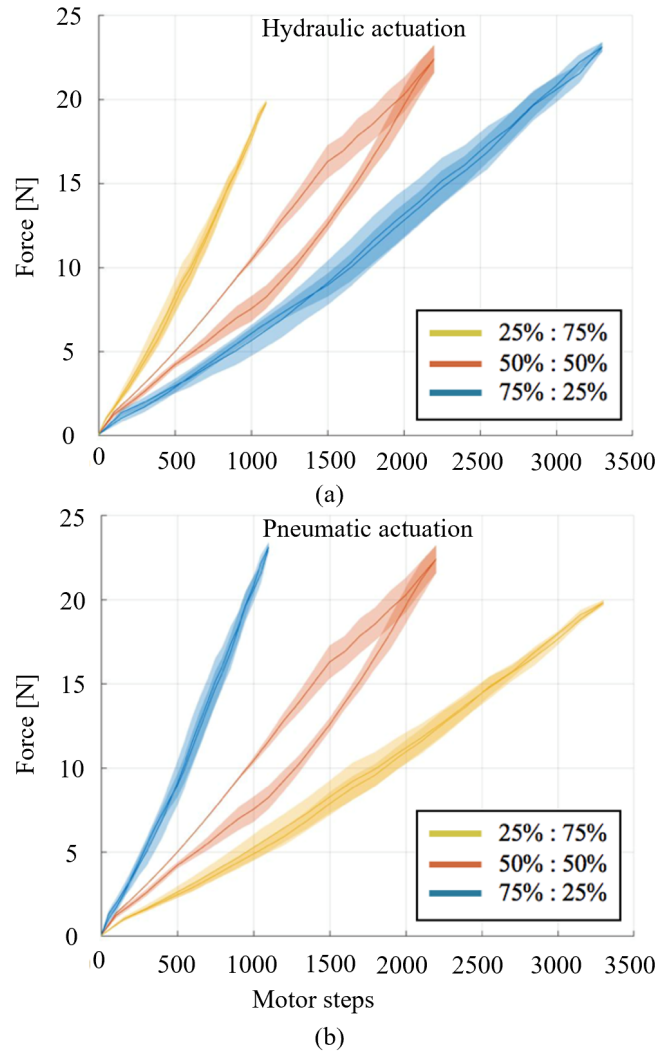 Hydraulic actuation
25
20
15
10
5
0
Force [N]
25% : 75%
50% : 50%
75% : 25%
0 500 1000 1500 2000 2500 3000 3500
(a)
Pneumatic actuation
25
20
15
10
5
0
Force [N]
25% : 75%
50% : 50%
75% : 25%
0 500 1000 1500 2000 2500 3000 3500
Motor steps
(b)